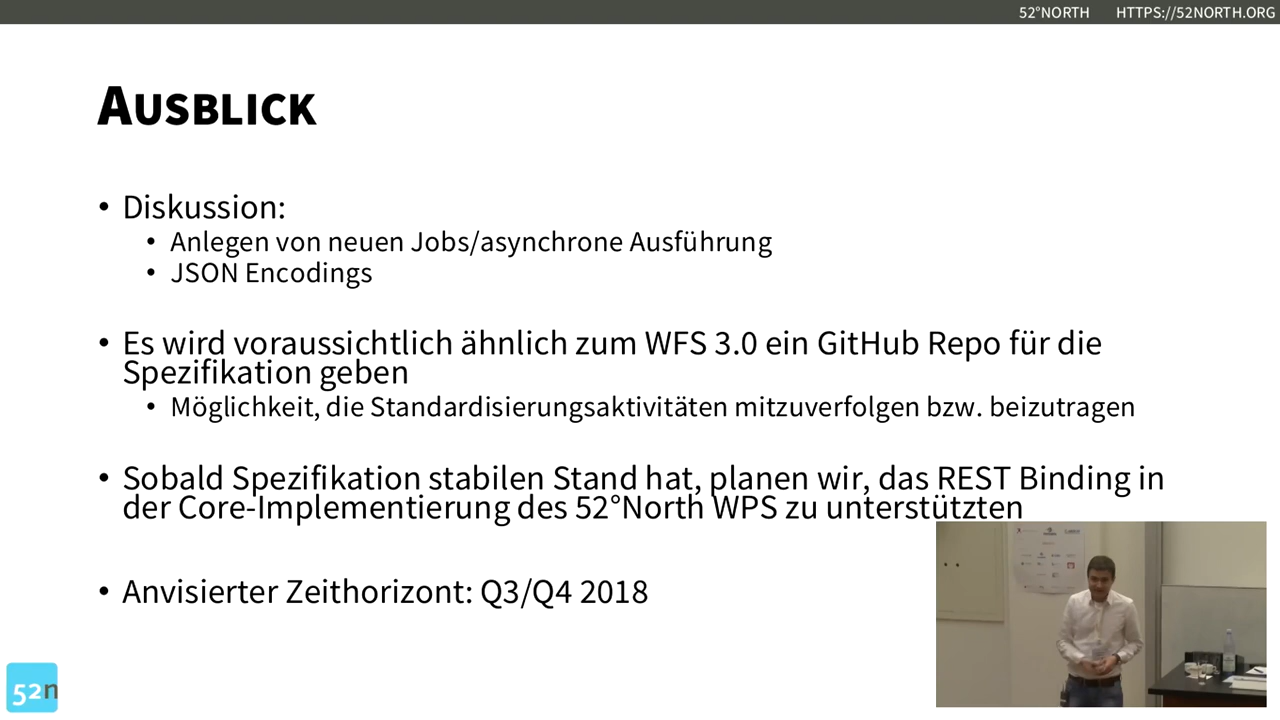 52°NORTH HTTPS://52NORTH.ORG
AUSBLICK
• Diskussion:
• Anlegen von neuen Jobs/asynchrone Ausführung
• JSON Encodings
• Es wird voraussichtlich ähnlich zum WFS 3.0 ein GitHub Repo für die
Spezifikation geben
• Möglichkeit, die Standardisierungsaktivitäten mitzuverfolgen bzw. beizutragen
• Sobald Spezifikation stabilen Stand hat, planen wir, das REST Binding in
der Core-Implementierung des 52°North WPS zu unterstützten
• Anvisierter Zeithorizont: Q3/Q4 2018
52n